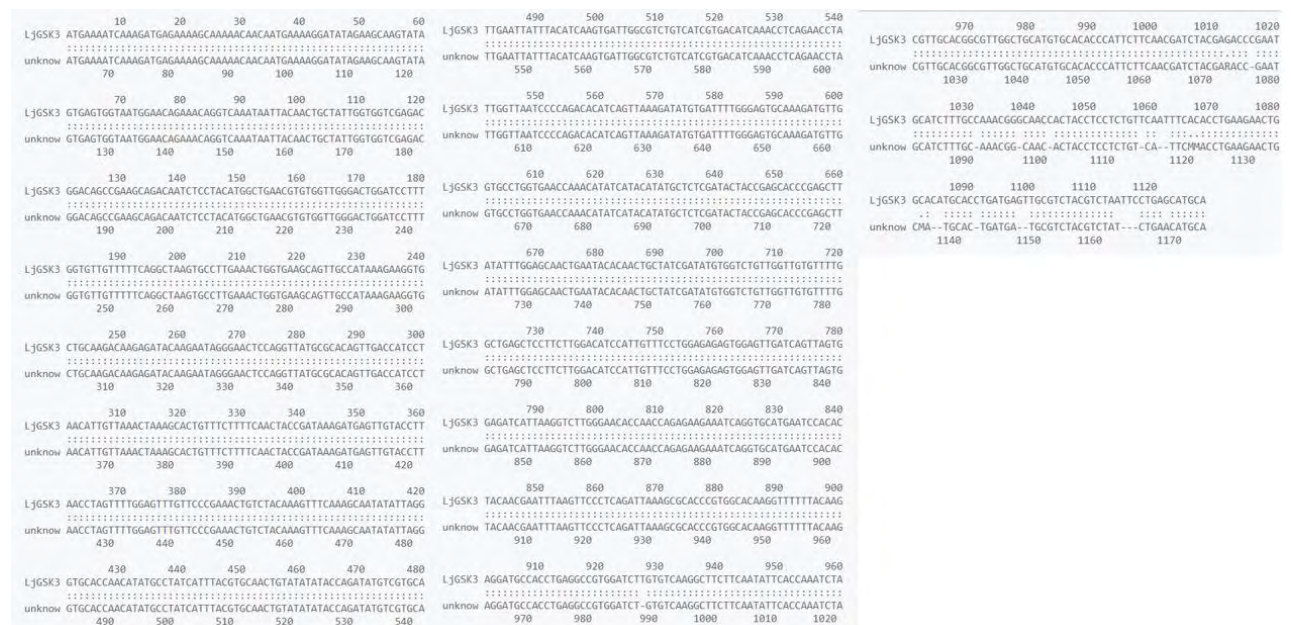 10 20 30 40 50 60
LjGSK3 ATGAAAATCAAAGATGAGAAAAGCAAAAACAACAATGAAAAGGATATAGAAGCAAGTATA
unknow ATGAAAATCAAAGATGAGAAAAGCAAAAACAACAATGAAAAGGATATAGAAGCAAGTATA
70 80 90 100 110 120
70 80 90 100 110 120
LjGSK3 GTGAGTGGTAATGGAACAGAAACAGGTCAAATAATTACAACTGCTATTGGTGGTCGAGAC
unknow GTGAGTGGTAATGGAACAGAAACAGGTCAAATAATTACAACTGCTATTGGTGGTCGAGAC
130 140 150 160 170 180
130 140 150 160 170 180
LjGSK3 GGACAGCCGAAGCAGACAATCTCCTACATGGCTGAACGTGTGGTTGGGACTGGATCCTTT
unknow GGACAGCCGAAGCAGACAATCTCCTACATGGCTGAACGTGTGGTTGGGACTGGATCCTTT
190 200 210 220 230 240
190 200 210 220 230 240
LjGSK3 GGTGTTGTTTTTCAGGCTAAGTGCCTTGAAACTGGTGAAGCAGTTGCCATAAAGAAGGTG
unknow GGTGTTGTTTTTCAGGCTAAGTGCCTTGAAACTGGTGAAGCAGTTGCCATAAAGAAGGTG
250 260 270 280 290 300
250 260 270 280 290 300
LjGSK3 CTGCAAGACAAGAGATACAAGAATAGGGAACTCCAGGTTATGCGCACAGTTGACCATCCT
unknow CTGCAAGACAAGAGATACAAGAATAGGGAACTCCAGGTTATGCGCACAGTTGACCATCCT
310 320 330 340 350 360
310 320 330 340 350 360
LjGSK3 AACATTGTTAAACTAAAGCACTGTTTCTTTTCAACTACCGATAAAGATGAGTTGTACCTT
unknow AACATTGTTAAACTAAAGCACTGTTTCTTTTCAACTACCGATAAAGATGAGTTGTACCTT
370 380 390 400 410 420
370 380 390 400 410 420
LjGSK3 AACCTAGTTTTGGAGTTTGTTCCCGAAACTGTCTACAAAGTTTCAAAGCAATATATTAGG
unknow AACCTAGTTTTGGAGTTTGTTCCCGAAACTGTCTACAAAGTTTCAAAGCAATATATTAGG
430 440 450 460 470 480
430 440 450 460 470 480
LjGSK3 GTGCACCAACATATGCCTATCATTTACGTGCAACTGTATATATACCAGATATGTCGTGCA
unknow GTGCACCAACATATGCCTATCATTTACGTGCAACTGTATATATACCAGATATGTCGTGCA
490 500 510 520 530 540
490 500 510 520 530 540
LjGSK3 TTGAATTATTTACATCAAGTGATTGGCGTCTGTCATCGTGACATCAAACCTCAGAACCTA
unknow TTGAATTATTTACATCAAGTGATTGGCGTCTGTCATCGTGACATCAAACCTCAGAACCTA
550 560 570 580 590 600
550 560 570 580 590 600
LjGSK3 TTGGTTAATCCCCAGACACATCAGTTAAAGATATGTGATTTTGGGAGTGCAAAGATGTTG
unknow TTGGTTAATCCCCAGACACATCAGTTAAAGATATGTGATTTTGGGAGTGCAAAGATGTTG
610 620 630 640 650 660
610 620 630 640 650 660
LjGSK3 GTGCCTGGTGAACCAAACATATCATACATATGCTCTCGATACTACCGAGCACCCGAGCTT
unknow GTGCCTGGTGAACCAAACATATCATACATATGCTCTCGATACTACCGAGCACCCGAGCTT
670 680 690 700 710 720
670 680 690 700 710 720
LjGSK3 ATATTTGGAGCAACTGAATACACAACTGCTATCGATATGTGGTCTGTTGGTTGTGTTTTG
unknow ATATTTGGAGCAACTGAATACACAACTGCTATCGATATGTGGTCTGTTGGTTGTGTTTTG
730 740 750 760 770 780
730 740 750 760 770 780
LjGSK3 GCTGAGCTCCTTCTTGGACATCCATTGTTTCCTGGAGAGAGTGGAGTTGATCAGTTAGTG
unknow GCTGAGCTCCTTCTTGGACATCCATTGTTTCCTGGAGAGAGTGGAGTTGATCAGTTAGTG
790 800 810 820 830 840
790 800 810 820 830 840
LjGSK3 GAGATCATTAAGGTCTTGGGAACACCAACCAGAGAAGAAATCAGGTGCATGAATCCACAC
unknow GAGATCATTAAGGTCTTGGGAACACCAACCAGAGAAGAAATCAGGTGCATGAATCCACAC
850 860 870 880 890 900
850 860 870 880 890 900
LjGSK3 TACAACGAATTTAAGTTCCCTCAGATTAAAGCGCACCCGTGGCACAAGGTTTTTTACAAG
unknow TACAACGAATTTAAGTTCCCTCAGATTAAAGCGCACCCGTGGCACAAGGTTTTTTACAAG
910 920 930 940 950 960
910 920 930 940 950 960
LjGSK3 AGGATGCCACCTGAGGCCGTGGATCTTGTGTCAAGGCTTCTTCAATATTCACCAAATCTA
unknow AGGATGCCACCTGAGGCCGTGGATCT-GTGTCAAGGCTTCTTCAATATTCACCAAATCTA
970 980 990 1000 1010 1020
970 980 990 1000 1010 1020
LjGSK3 CGTTGCACGGCGTTGGCTGCATGTGCACACCCATTCTTCAACGATCTACGAGACCCGAAT
unknow CGTTGCACGGCGTTGGCTGCATGTGCACACCCATTCTTCAACGATCTACGARACC-GAAT
1030 1040 1050 1060 1070 1080
1030 1040 1050 1060 1070 1080
LjGSK3 GCATCTTTGCCAAACGGGCAACCACTACCTCCTCTGTTCAATTTCACACCTGAAGAACTG
unknow GCATCTTTGC-AAACGG-CAAC-ACTACCTCCTCTGT-CA--TTCMMACCTGAAGAACTG
1090 1100 1110 1120 1130
1090 1100 1110 1120
LjGSK3 GCACATGCACCTGATGAGTTGCGTCTACGTCTAATTCCTGAGCATGCA
unknow CMA--TGCAC-TGATGA--TGCGTCTACGTCTAT---CTGAACATGCA
1140 1150 1160 1170